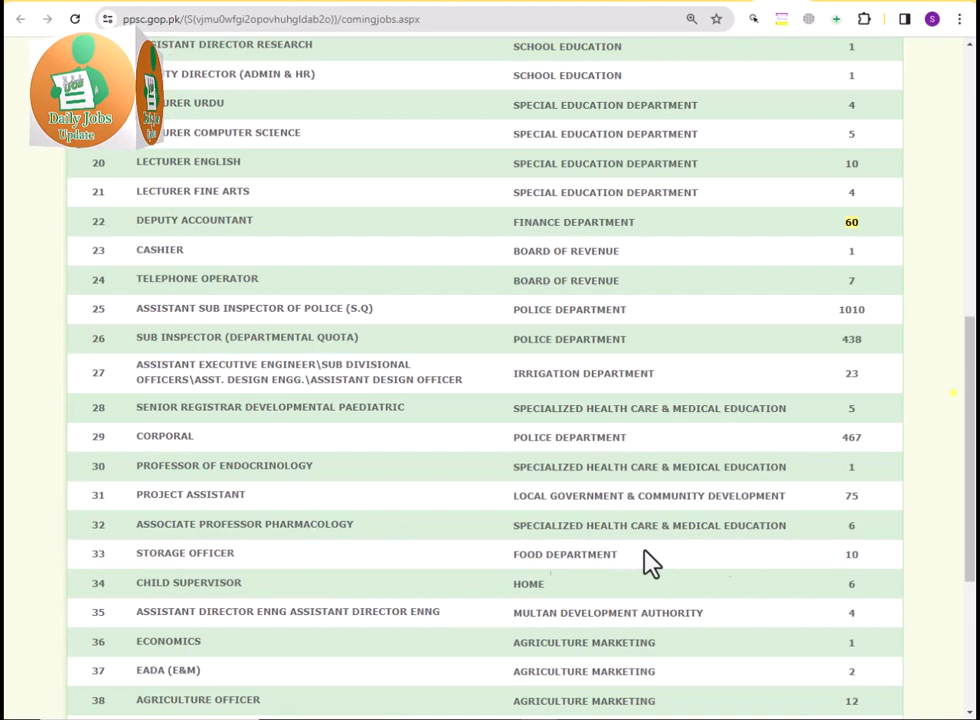 ppsc.gop.pk/(S(vjmu0wfgi2opovhuhgldab2o))/comingjobs.aspx
S
DIRECTOR RESEARCH SCHOOL EDUCATION 1
DIRECTOR (ADMIN & HR) SCHOOL EDUCATION 1
URDU SPECIAL EDUCATION DEPARTMENT 4
COMPUTER SCIENCE SPECIAL EDUCATION DEPARTMENT 5
JOB
Daily Jobs
Update
20 LECTURER ENGLISH SPECIAL EDUCATION DEPARTMENT 10
21 LECTURER FINE ARTS SPECIAL EDUCATION DEPARTMENT 4
22 DEPUTY ACCOUNTANT FINANCE DEPARTMENT 60
23 CASHIER BOARD OF REVENUE 1
24 TELEPHONE OPERATOR BOARD OF REVENUE 7
25 ASSISTANT SUB INSPECTOR OF POLICE (S.Q) POLICE DEPARTMENT 1010
26 SUB INSPECTOR (DEPARTMENTAL QUOTA) POLICE DEPARTMENT 438
27 ASSISTANT EXECUTIVE ENGINEER\SUB DIVISIONAL
OFFICERS\ASST. DESIGN ENGG.\ASSISTANT DESIGN OFFICER IRRIGATION DEPARTMENT 23
28 SENIOR REGISTRAR DEVELOPMENTAL PAEDIATRIC SPECIALIZED HEALTH CARE & MEDICAL EDUCATION 5
29 CORPORAL POLICE DEPARTMENT 467
30 PROFESSOR OF ENDOCRINOLOGY SPECIALIZED HEALTH CARE & MEDICAL EDUCATION 1
31 PROJECT ASSISTANT LOCAL GOVERNMENT & COMMUNITY DEVELOPMENT 75
32 ASSOCIATE PROFESSOR PHARMACOLOGY SPECIALIZED HEALTH CARE & MEDICAL EDUCATION 6
33 STORAGE OFFICER FOOD DEPARTMENT 10
34 CHILD SUPERVISOR HOME 6
35 ASSISTANT DIRECTOR ENNG ASSISTANT DIRECTOR ENNG MULTAN DEVELOPMENT AUTHORITY 4
36 ECONOMICS AGRICULTURE MARKETING 1
37 EADA (E&M) AGRICULTURE MARKETING 2
38 AGRICULTURE OFFICER AGRICULTURE MARKETING 12